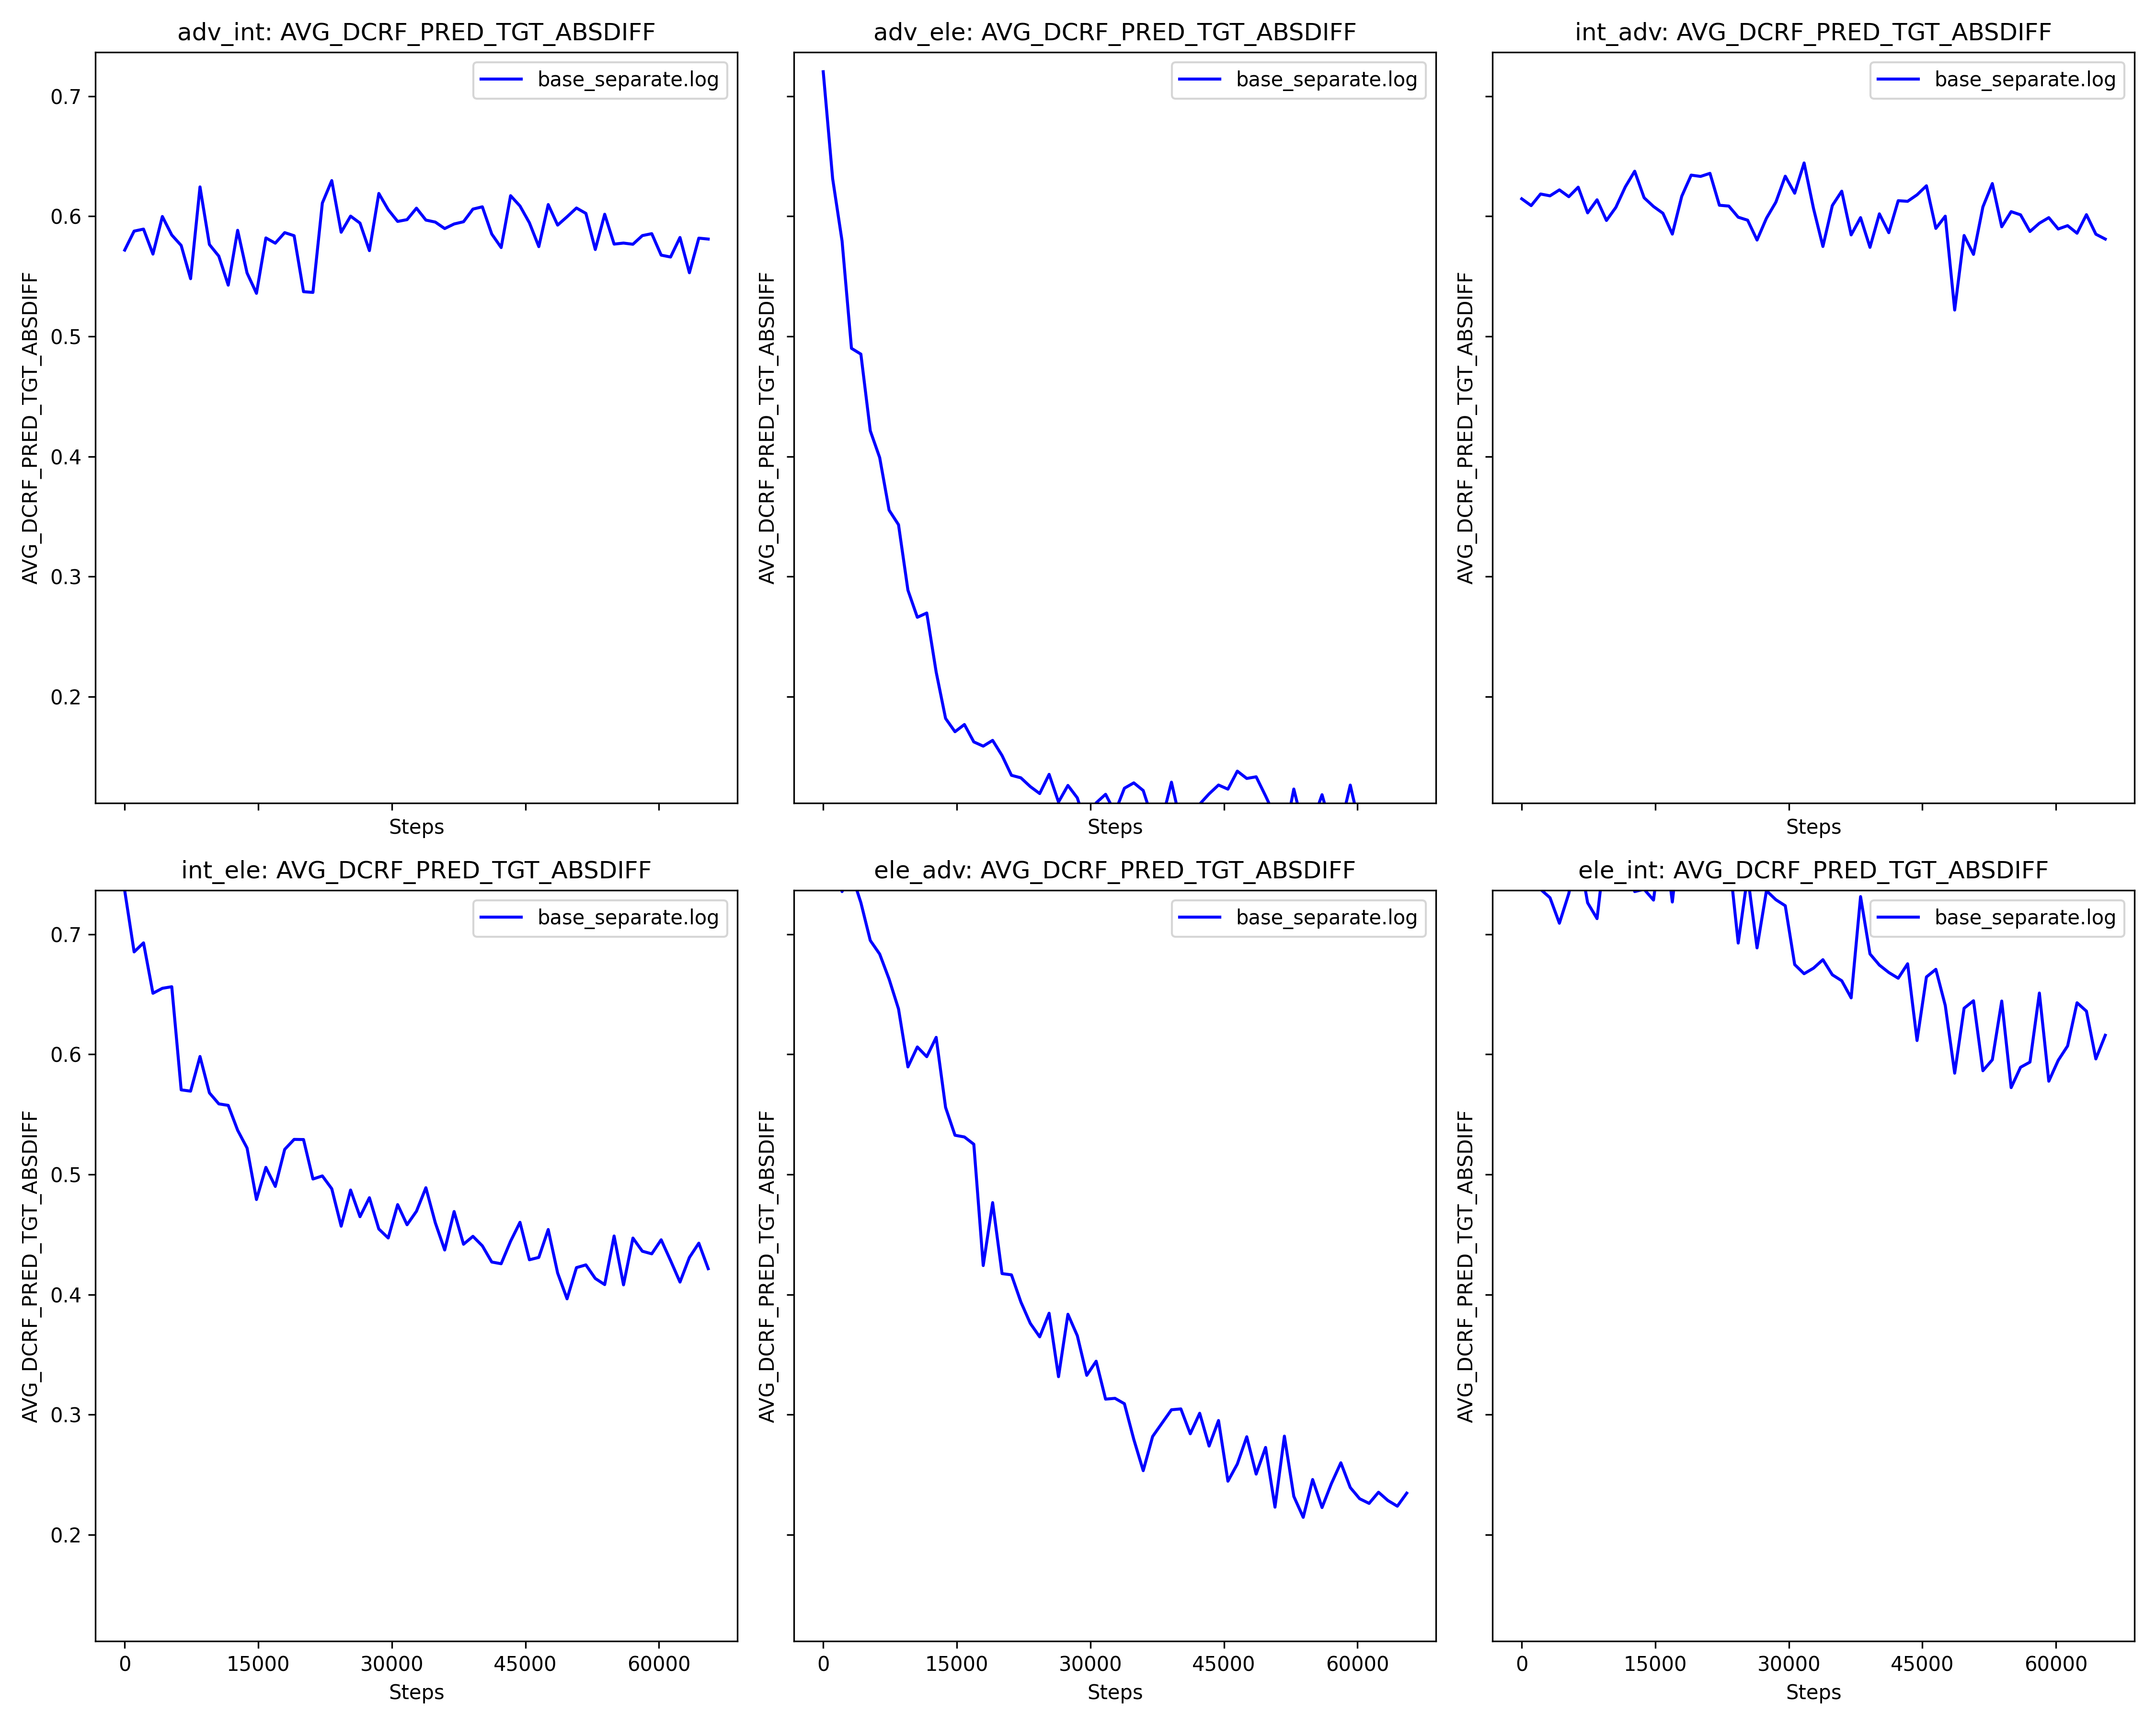 adv_int: AVG_DCRF_PRED_TGT_ABSDIFF
AVG_DCRF_PRED_TGT_ABSDIFF
0.7
0.6
0.5
0.4
0.3
0.2
base_separate.log
Steps
adv_ele: AVG_DCRF_PRED_TGT_ABSDIFF
AVG_DCRF_PRED_TGT_ABSDIFF
base_separate.log
Steps
int_adv: AVG_DCRF_PRED_TGT_ABSDIFF
AVG_DCRF_PRED_TGT_ABSDIFF
base_separate.log
Steps
int_ele: AVG_DCRF_PRED_TGT_ABSDIFF
AVG_DCRF_PRED_TGT_ABSDIFF
0.7
0.6
0.5
0.4
0.3
0.2
base_separate.log
0 15000 30000 45000 60000
Steps
ele_adv: AVG_DCRF_PRED_TGT_ABSDIFF
AVG_DCRF_PRED_TGT_ABSDIFF
base_separate.log
0 15000 30000 45000 60000
Steps
ele_int: AVG_DCRF_PRED_TGT_ABSDIFF
AVG_DCRF_PRED_TGT_ABSDIFF
base_separate.log
0 15000 30000 45000 60000
Steps